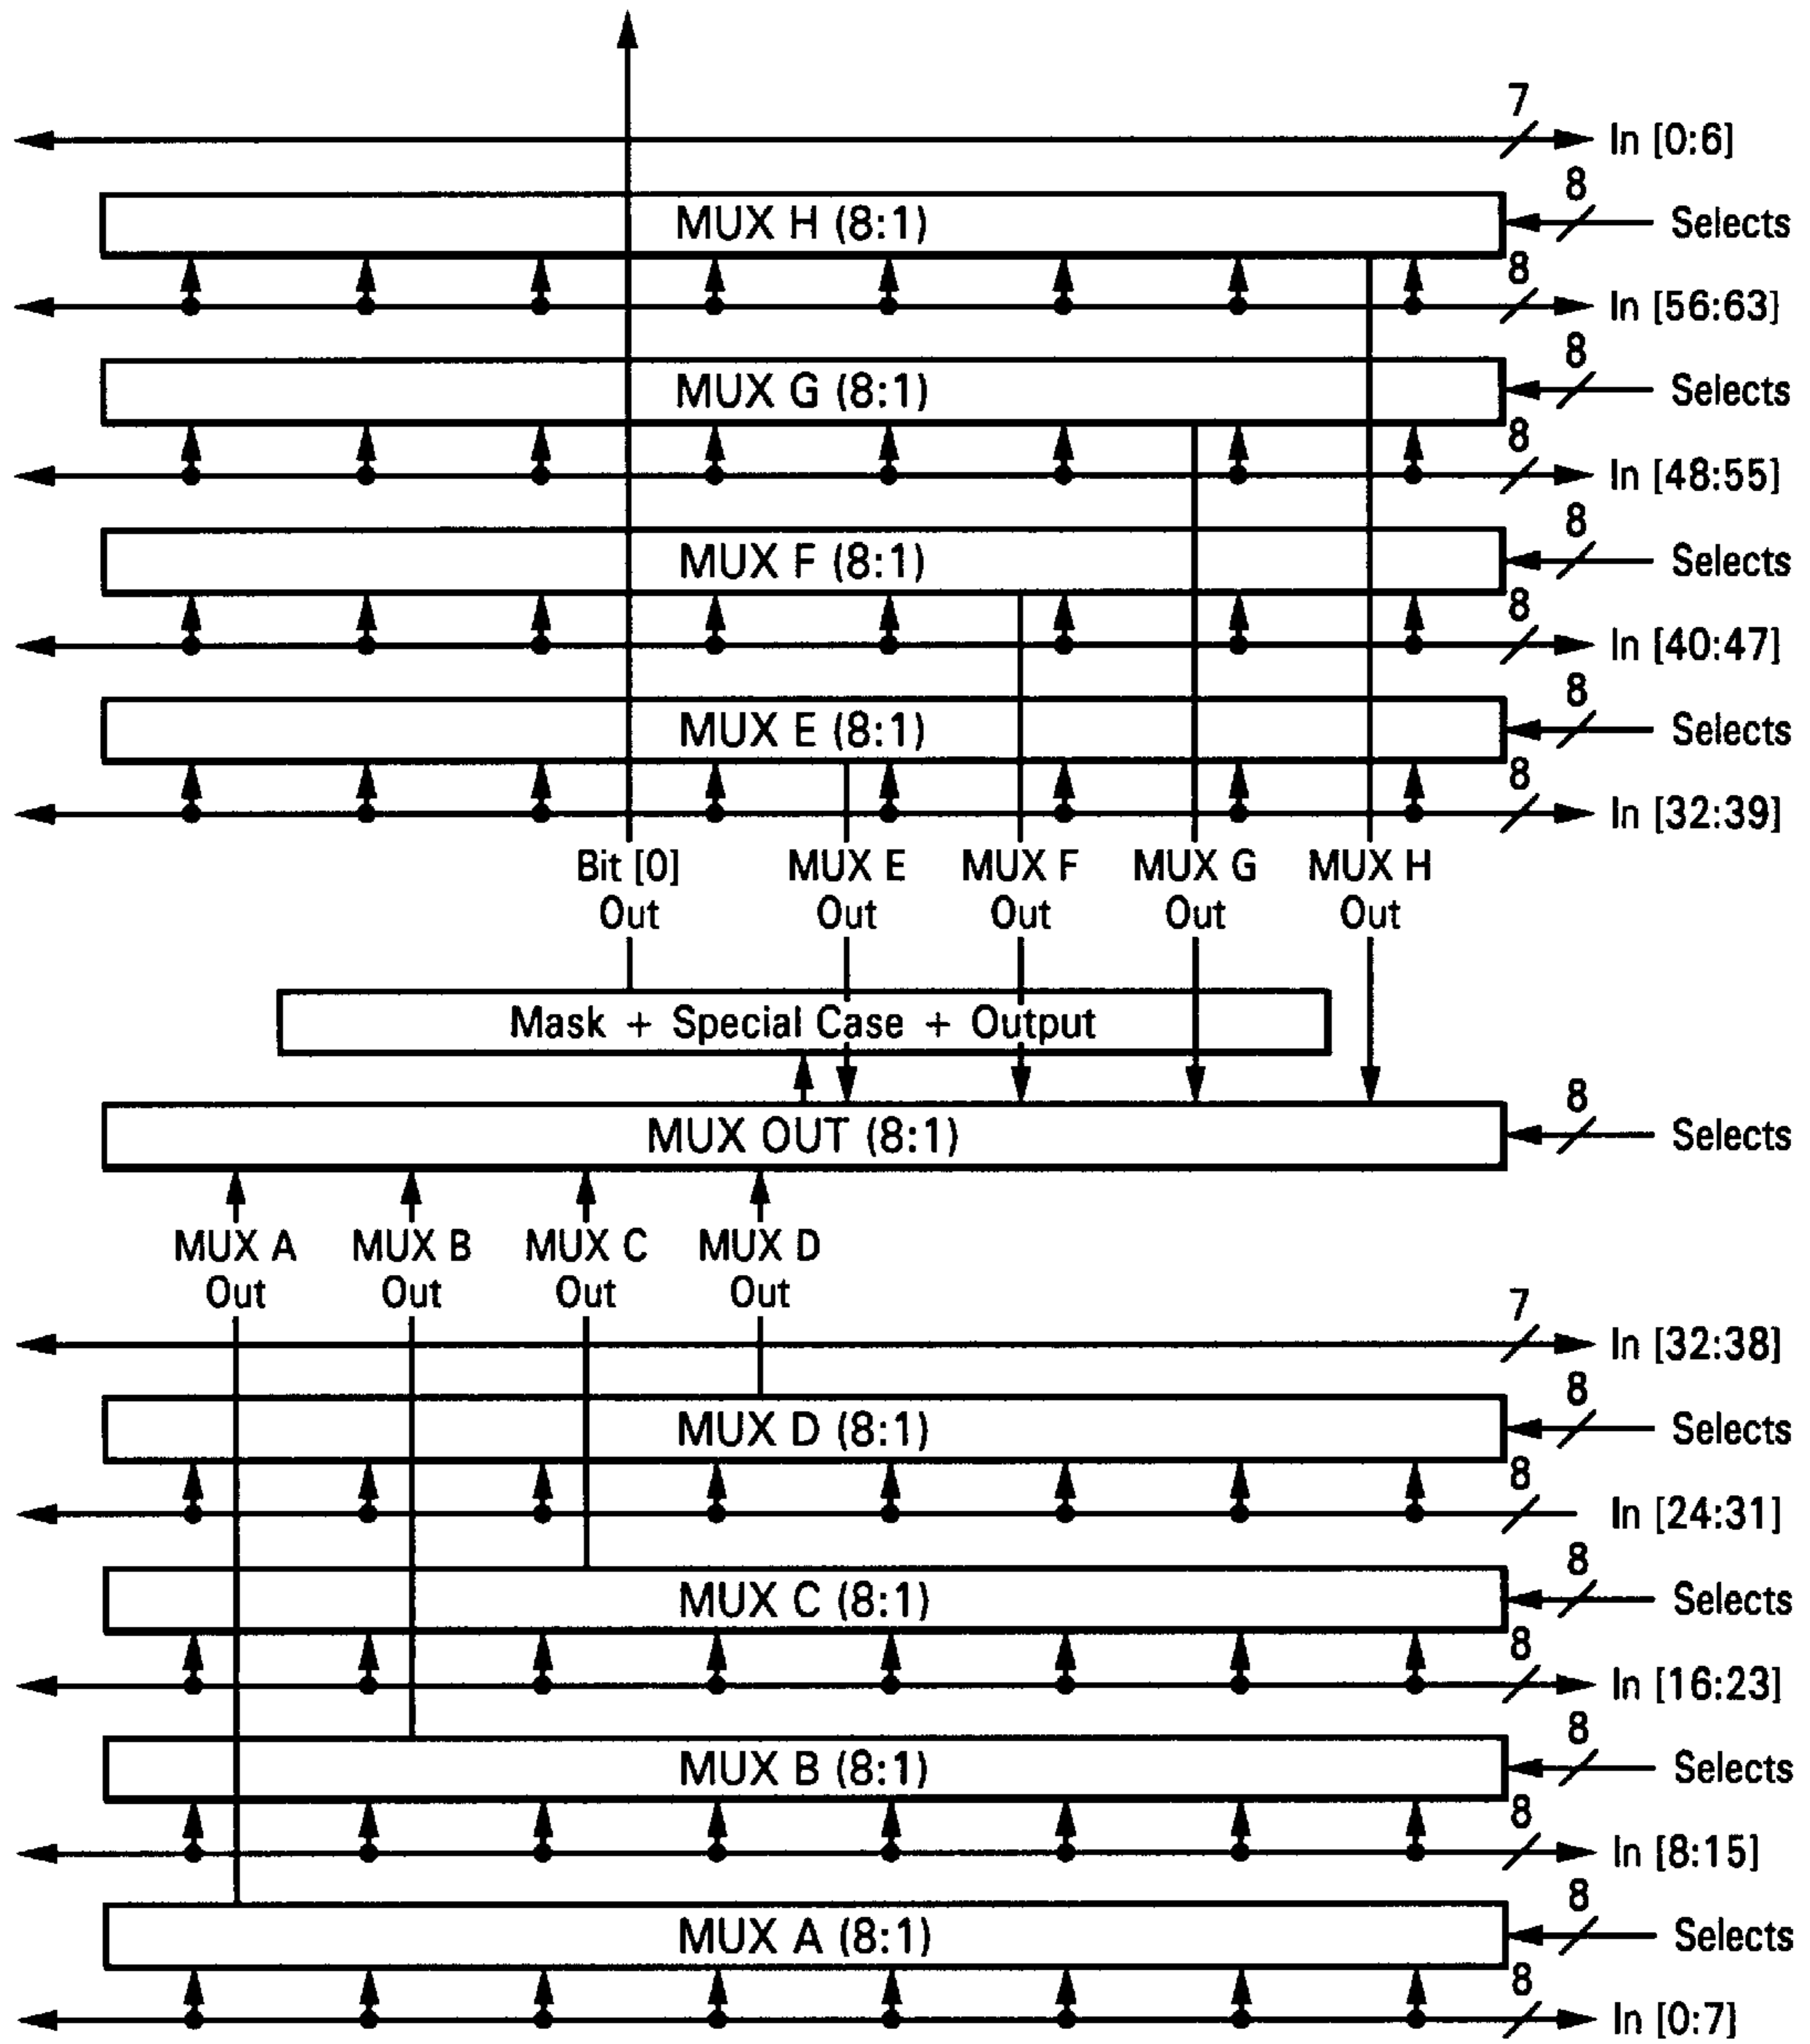 7
In [0:6]
8
MUX H (8:1)
Selects
8
In [56:63]
8
MUX G (8:1)
Selects
8
In [48:55]
8
MUX F (8:1)
Selects
8
In [40:47]
8
MUX E (8:1)
Selects
8
In [32:39]
Bit [0] MUX E MUX F MUX G MUX H
Out Out Out Out Out
Mask + Special Case + Output
8
MUX OUT (8:1)
Selects
MUX A MUX B MUX C MUX D
Out Out Out Out
7
In [32:38]
8
MUX D (8:1)
Selects
8
In [24:31]
8
MUX C (8:1)
Selects
8
In [16:23]
8
MUX B (8:1)
Selects
8
In [8:15]
8
MUX A (8:1)
Selects
8
In [0:7]